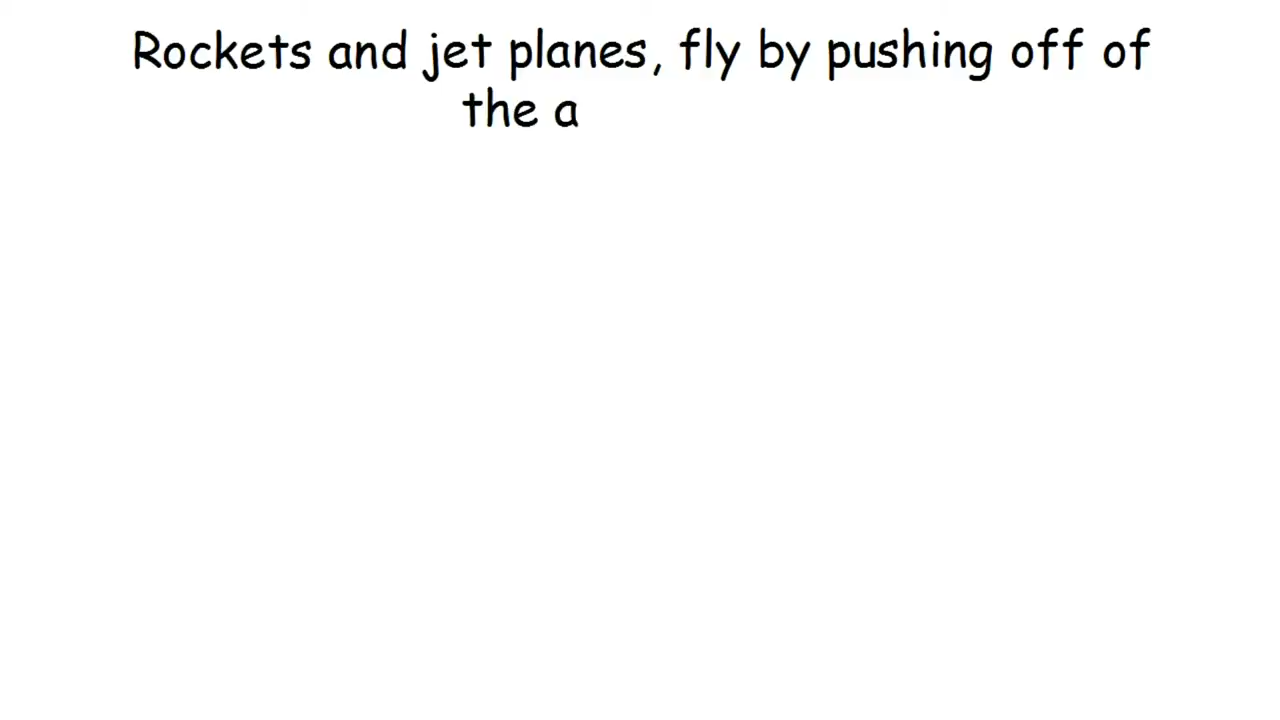 Rockets and jet planes, fly by pushing off of
the a